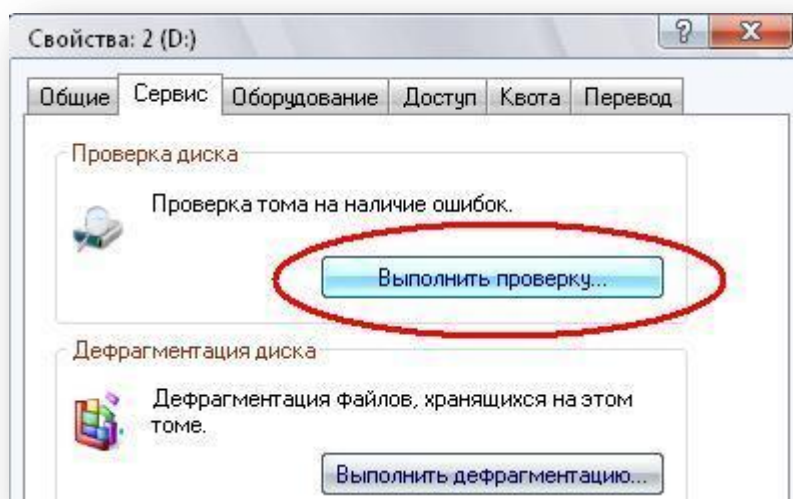 Свойства: 2 (D:)
Общие Сервис Оборудование Доступ Квота Перевод
Проверка диска
Проверка тома на наличие ошибок.
Выполнить проверку...
Дефрагментация диска
Дефрагментация файлов, хранящихся на этом
томе.
Выполнить дефрагментацию...